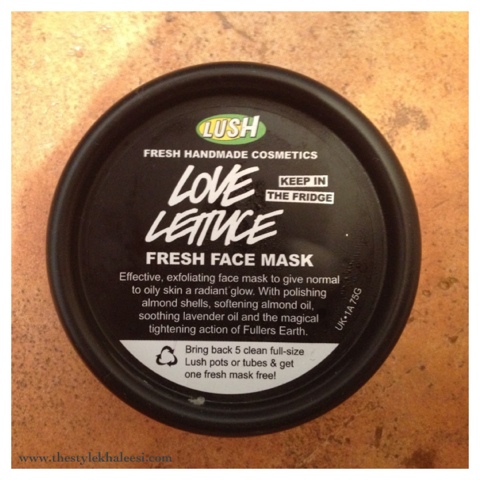 LUSH
FRESH HANDMADE COSMETICS
LOVE
LETTUCE
KEEP IN
THE FRIDGE
FRESH FACE MASK
Effective, exfoliating face mask to give normal
to oily skin a radiant glow. With polishing
almond shells, softening almond oil,
soothing lavender oil and the magical
tightening action of Fullers Earth.
UK•1A 75G
Bring back 5 clean full-size
Lush pots or tubes & get
one fresh mask free!
www.thestylekhaleesi.com